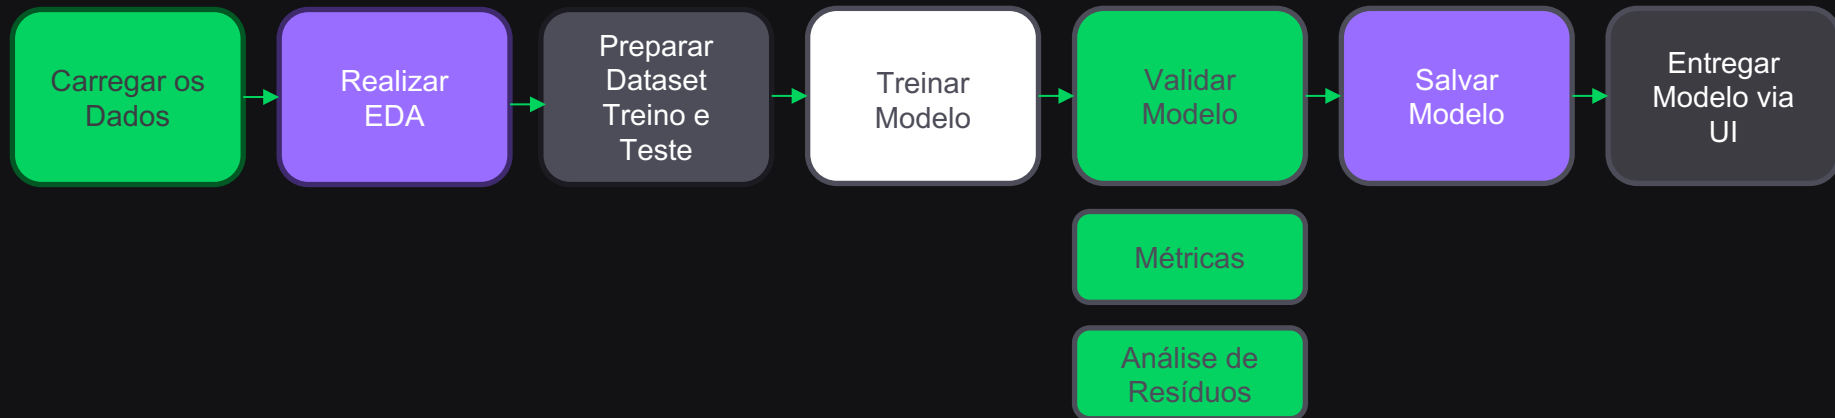 Carregar os
Dados
Realizar
EDA
Preparar
Dataset
Treino e
Teste
Treinar
Modelo
Validar
Modelo
Salvar
Modelo
Entregar
Modelo via
UI
Métricas
Análise de
Resíduos